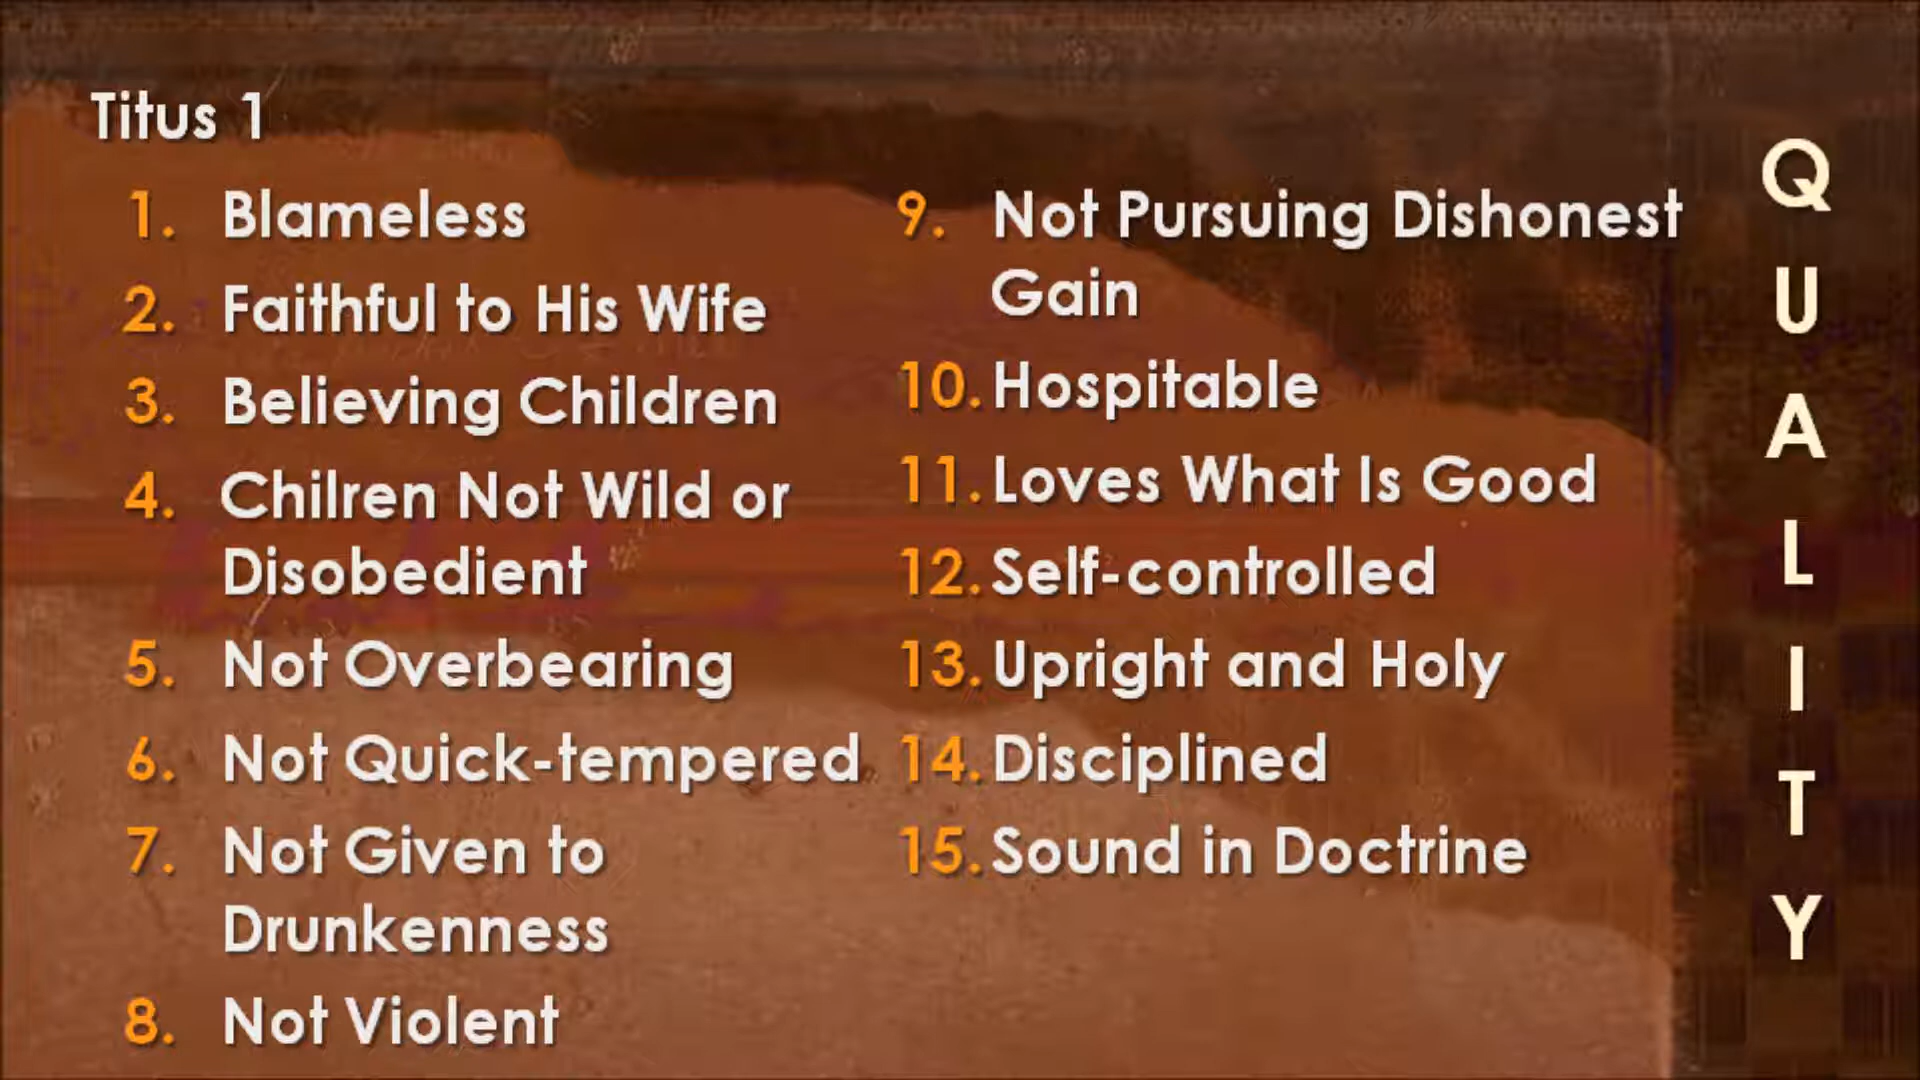 Titus 1
1. Blameless
2. Faithful to His Wife
3. Believing Children
4. Chilren Not Wild or
Disobedient
5. Not Overbearing
6. Not Quick-tempered
7. Not Given to
Drunkenness
8. Not Violent
9. Not Pursuing Dishonest
Gain
10. Hospitable
11. Loves What Is Good
12. Self-controlled
13. Upright and Holy
14. Disciplined
15. Sound in Doctrine
QUALITY